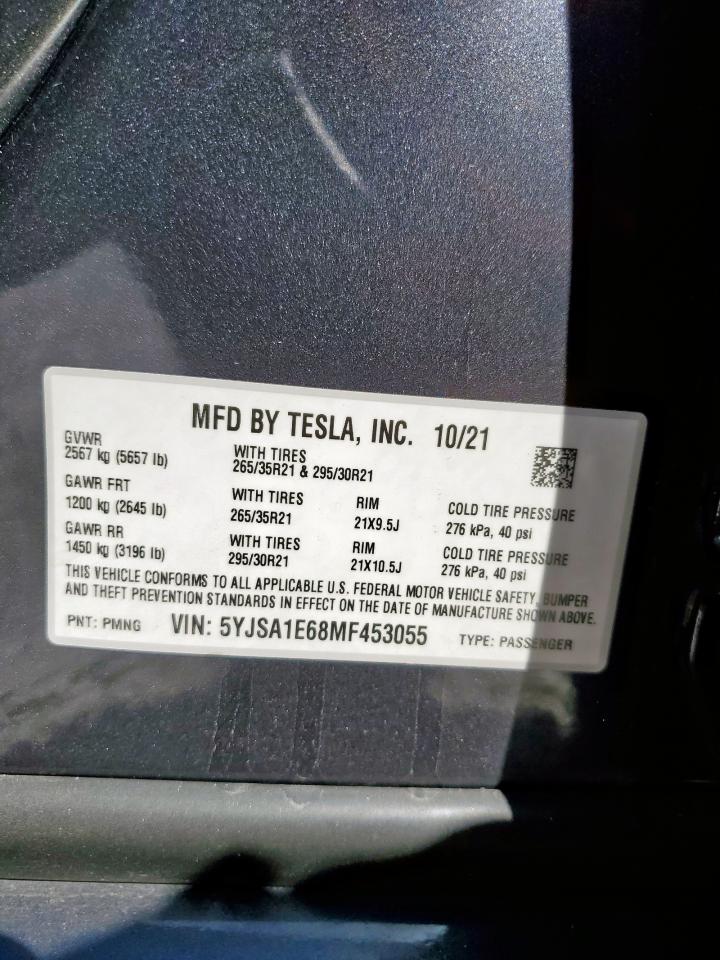 MFD BY TESLA, INC. 10/21
GVWR
2567 kg (5657 lb)
WITH TIRES
265/35R21 & 295/30R21
GAWR FRT
1200 kg (2645 lb)
WITH TIRES
265/35R21
RIM
21X9.5J
COLD TIRE PRESSURE
276 kPa, 40 psi
GAWR RR
1450 kg (3196 lb)
WITH TIRES
295/30R21
RIM
21X10.5J
COLD TIRE PRESSURE
276 kPa, 40 psi
THIS VEHICLE CONFORMS TO ALL APPLICABLE U.S. FEDERAL MOTOR VEHICLE SAFETY, BUMPER
AND THEFT PREVENTION STANDARDS IN EFFECT ON THE DATE OF MANUFACTURE SHOWN ABOVE.
PNT: PMNG VIN: 5YJSA1E68MF453055 TYPE: PASSENGER